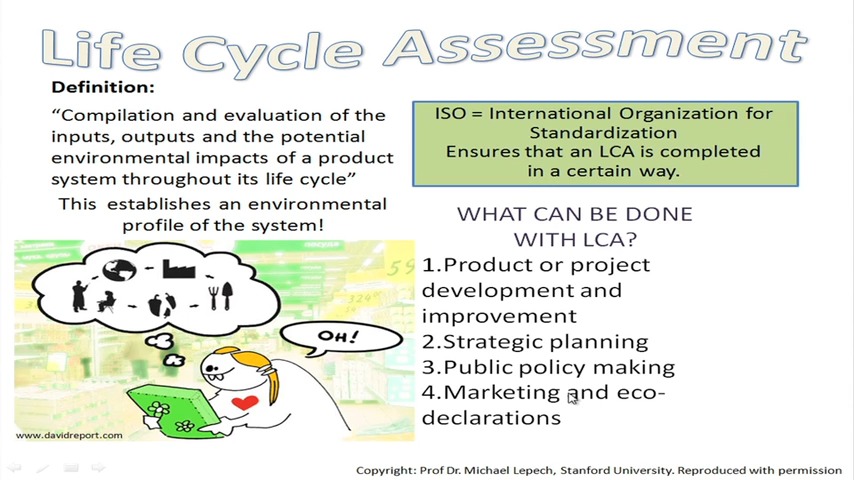 Life Cycle Assessment
Definition:
“Compilation and evaluation of the
inputs, outputs and the potential
environmental impacts of a product
system throughout its life cycle”
This establishes an environmental
profile of the system!
ISO = International Organization for
Standardization
Ensures that an LCA is completed
in a certain way.
WHAT CAN BE DONE
WITH LCA?
1.Product or project
development and
improvement
2.Strategic planning
3.Public policy making
4.Marketing and eco-
declarations
OH!
www.davidreport.com
Copyright: Prof Dr. Michael Lepech, Stanford University. Reproduced with permission